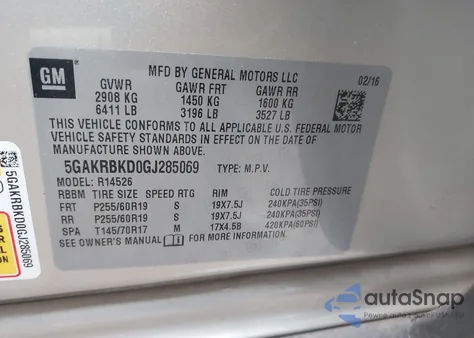 GM
MFD BY GENERAL MOTORS LLC
02/16
GVWR GAWR FRT GAWR RR
2908 KG 1450 KG 1600 KG
6411 LB 3196 LB 3527 LB
THIS VEHICLE CONFORMS TO ALL APPLICABLE U.S. FEDERAL MOTOR
VEHICLE SAFETY STANDARDS IN EFFECT ON THE DATE OF
MANUFACTURE SHOWN ABOVE.
5GAKRBKD0GJ285069 TYPE: M.P.V.
MODEL: R14526
RBBM TIRE SIZE SPEED RTG RIM COLD TIRE PRESSURE
FRT P255/60R19 S 19X7.5J 240KPA(35PSI)
RR P255/60R19 S 19X7.5J 240KPA(35PSI)
SPA T145/70R17 M 17X4.5B 420KPA(60PSI)
SEE OWNER'S MANUAL
5GAKRBKD0GJ285069
autoSnap